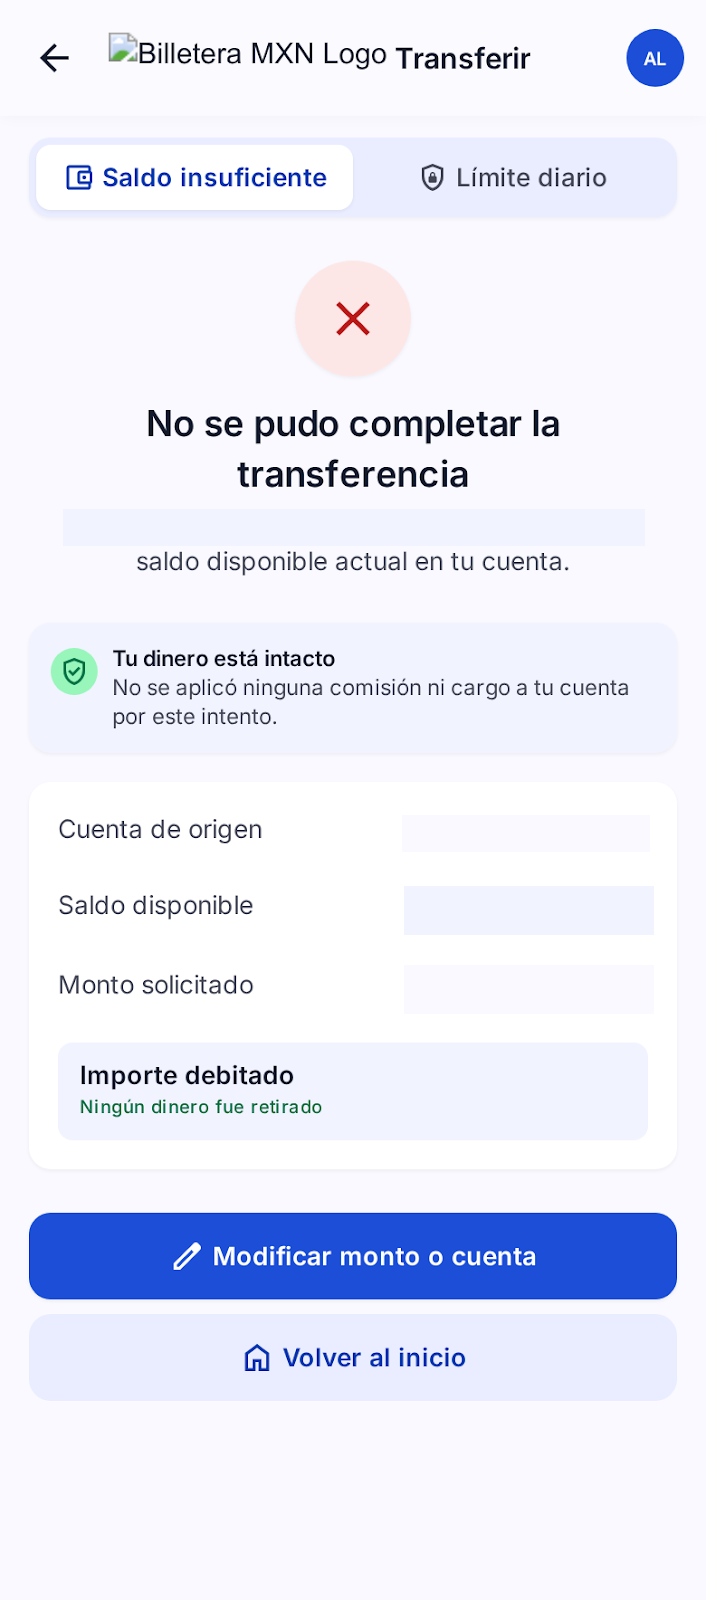 Billetera MXN Logo Transferir
AL
Saldo insuficiente
Límite diario
No se pudo completar la
transferencia
saldo disponible actual en tu cuenta.
Tu dinero está intacto
No se aplicó ninguna comisión ni cargo a tu cuenta
por este intento.
Cuenta de origen
Saldo disponible
Monto solicitado
Importe debitado
Ningún dinero fue retirado
Modificar monto o cuenta
Volver al inicio